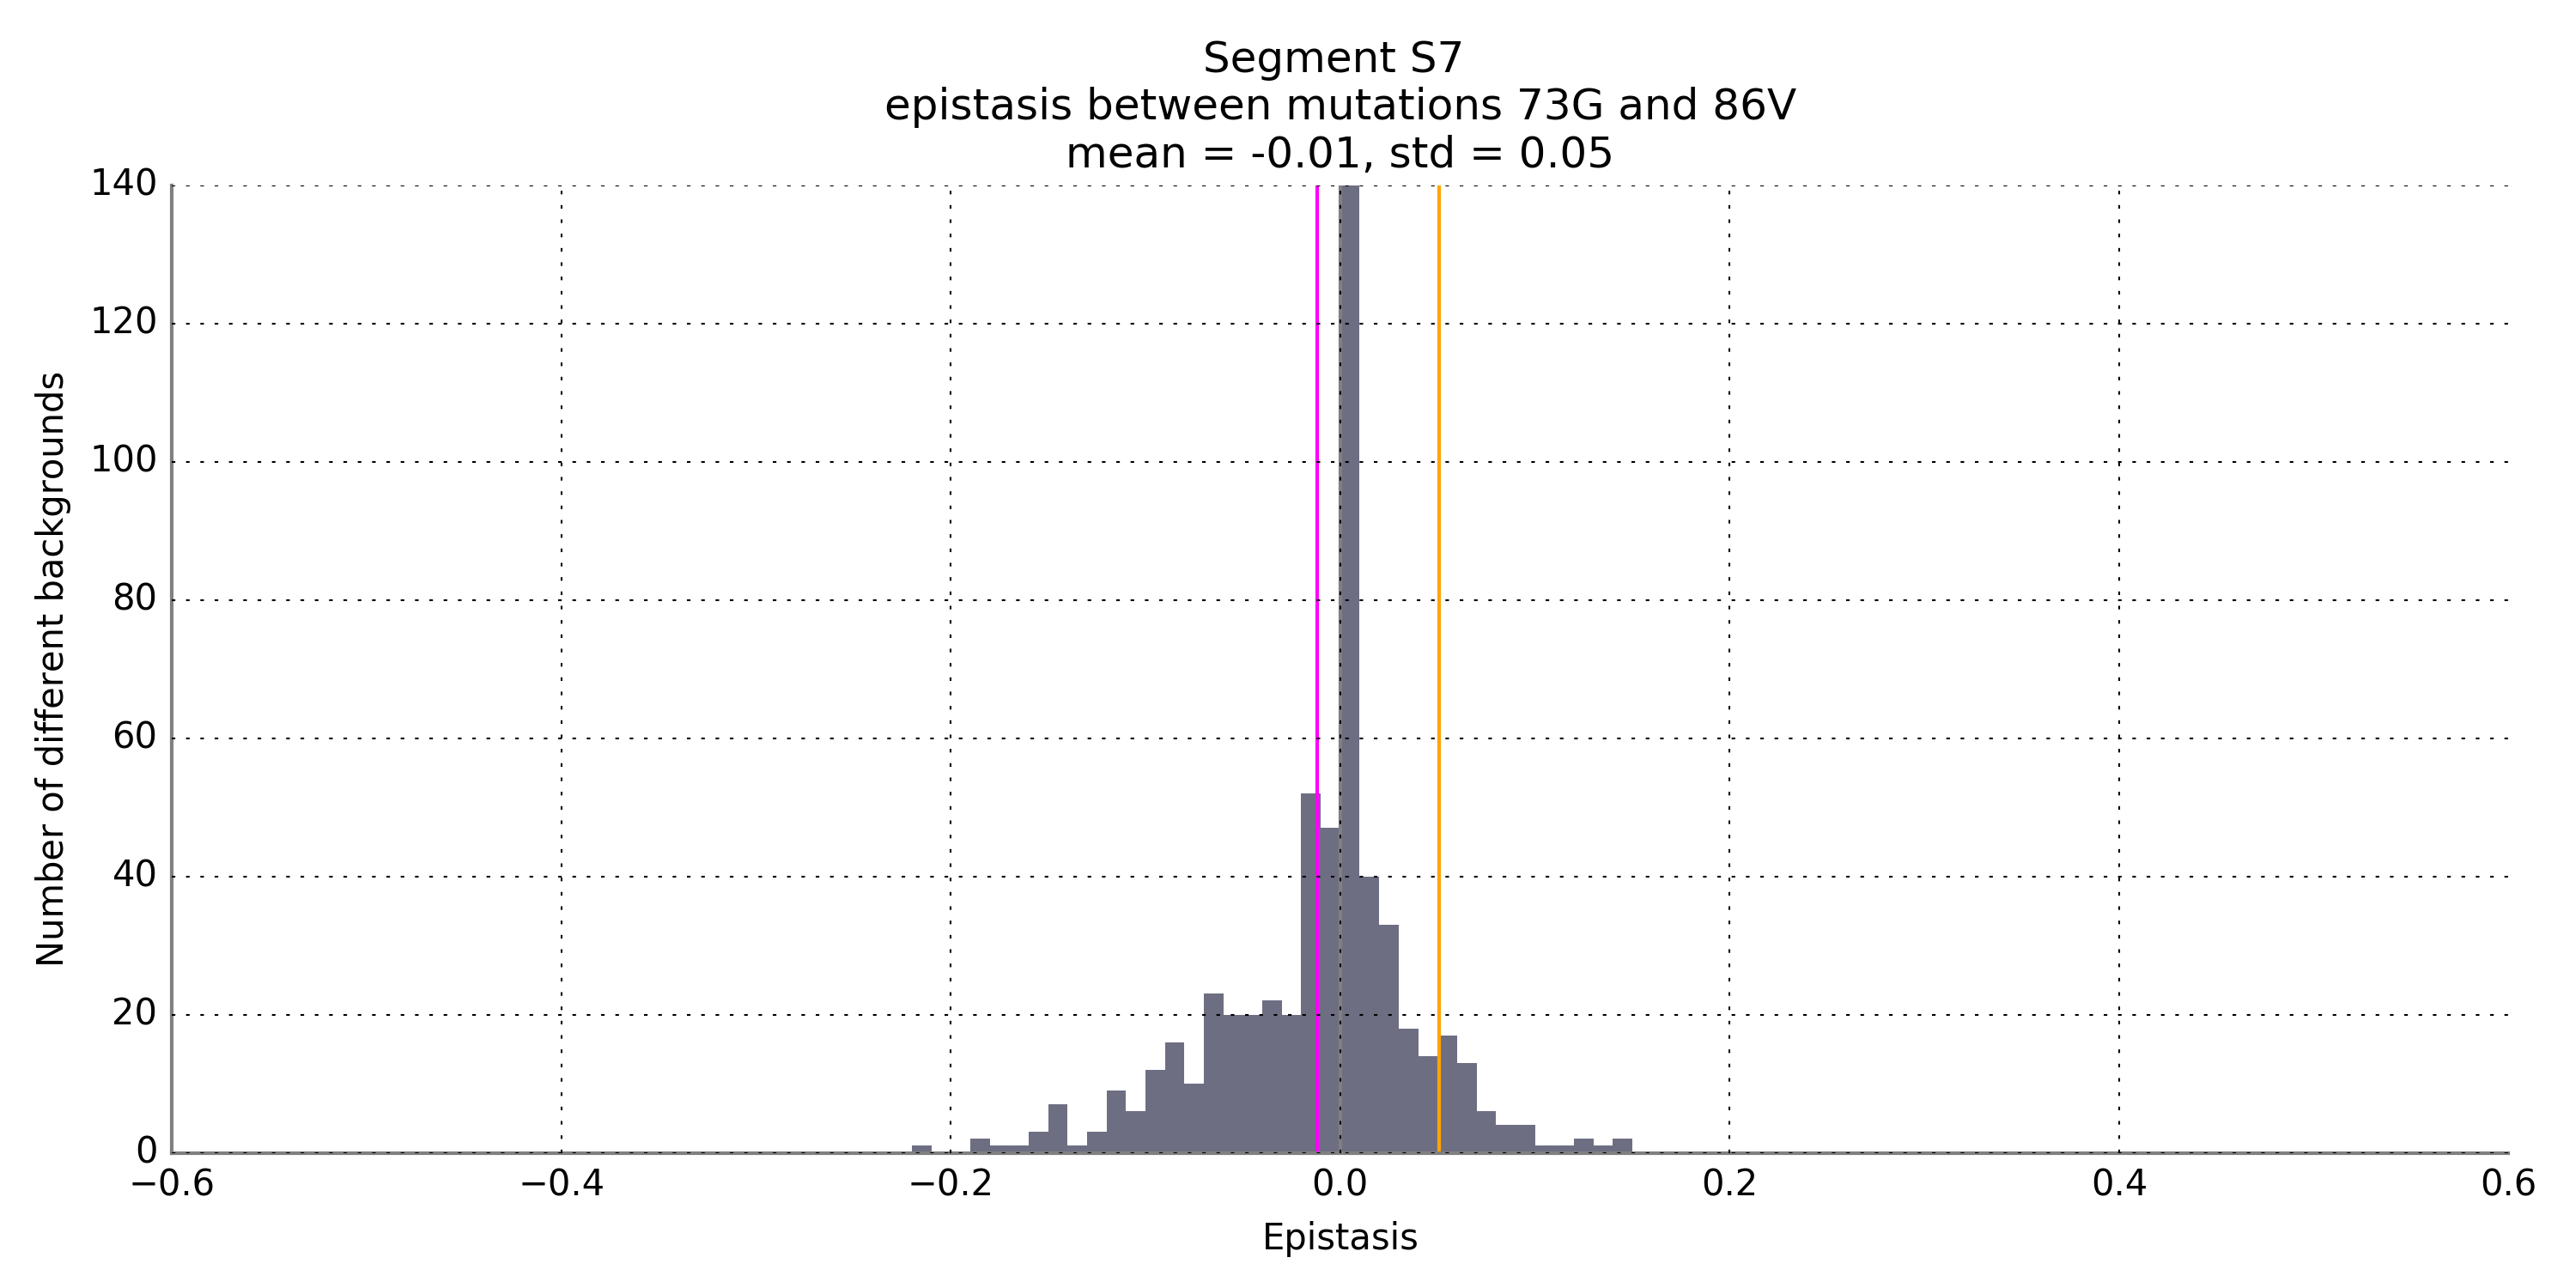 Segment S7
epistasis between mutations 73G and 86V
mean = -0.01, std = 0.05
140
120
100
80
60
40
20
0
Number of different backgrounds
−0.6 −0.4 −0.2 0.0 0.2 0.4 0.6
Epistasis